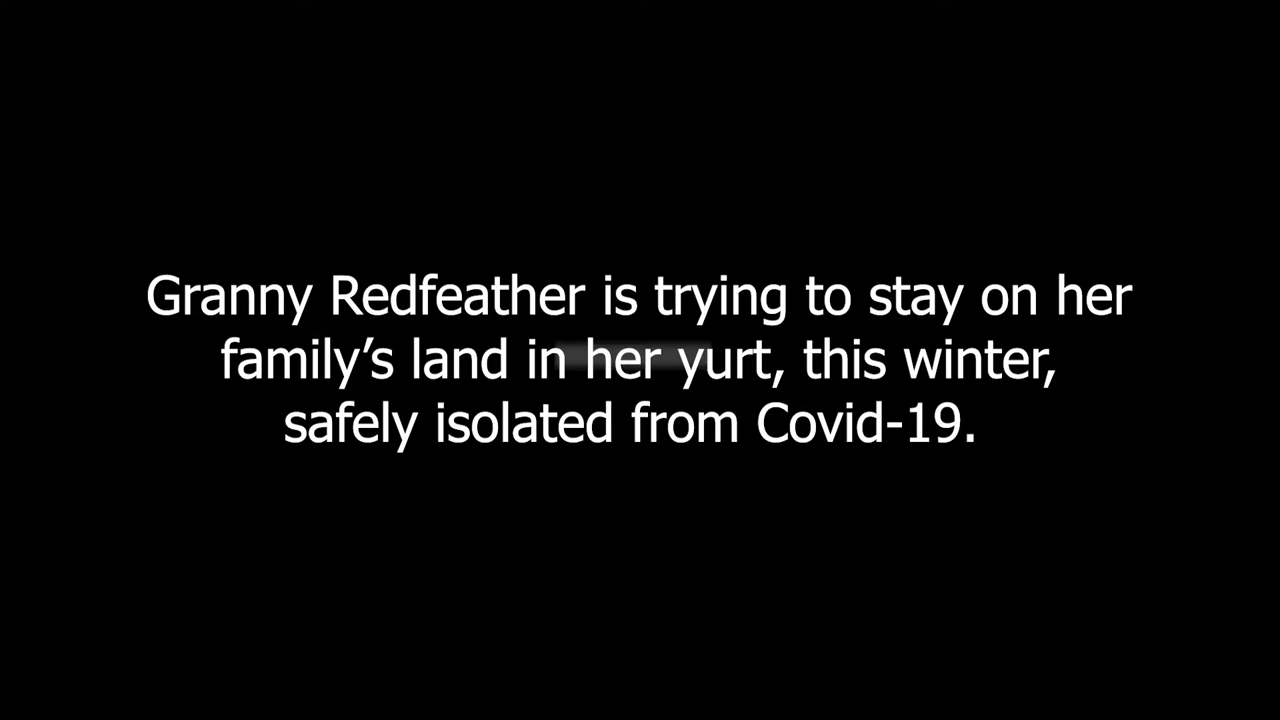 Granny Redfeather is trying to stay on her
family’s land in her yurt, this winter,
safely isolated from Covid-19.